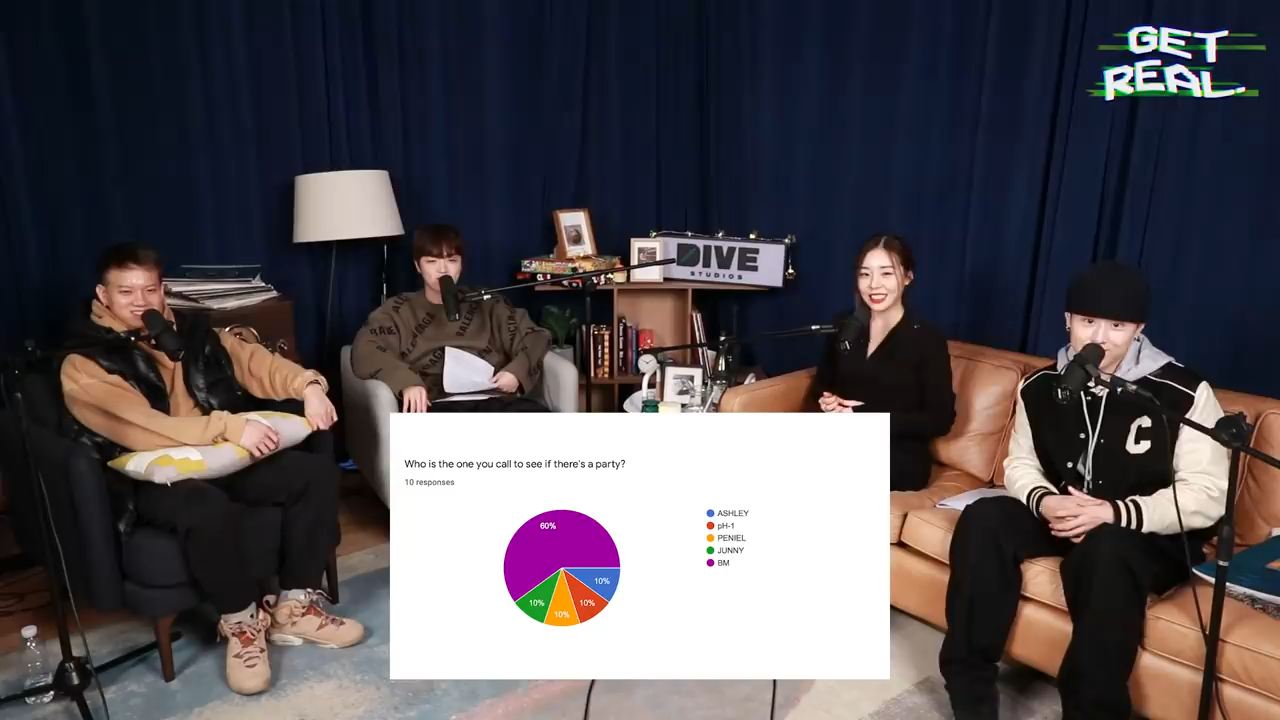 GET
REAL.
DIVE
STUDIOS
C
Who is the one you call to see if there's a party?
10 responses
60%
10%
10%
10%
10%
ASHLEY
pH-1
PENIEL
JUNNY
BM